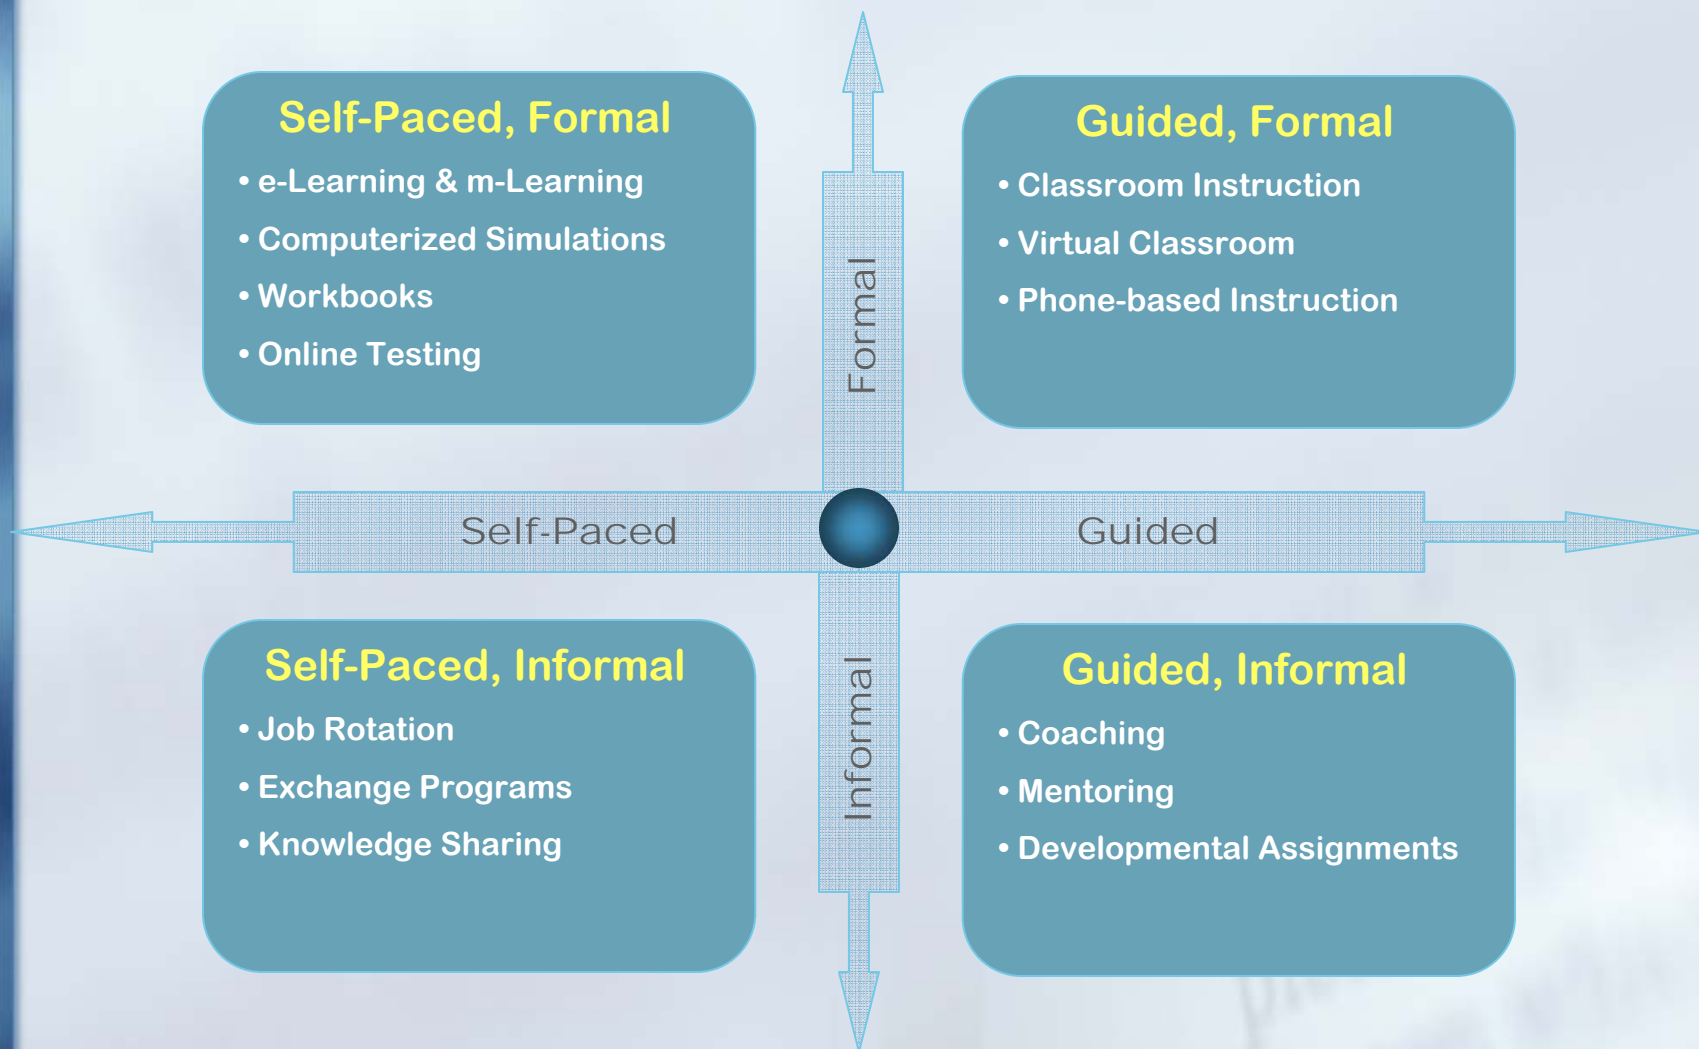 Self-Paced, Formal
• e-Learning & m-Learning
• Computerized Simulations
• Workbooks
• Online Testing
Guided, Formal
• Classroom Instruction
• Virtual Classroom
• Phone-based Instruction
Formal
Self-Paced
Guided
Informal
Self-Paced, Informal
• Job Rotation
• Exchange Programs
• Knowledge Sharing
Guided, Informal
• Coaching
• Mentoring
• Developmental Assignments